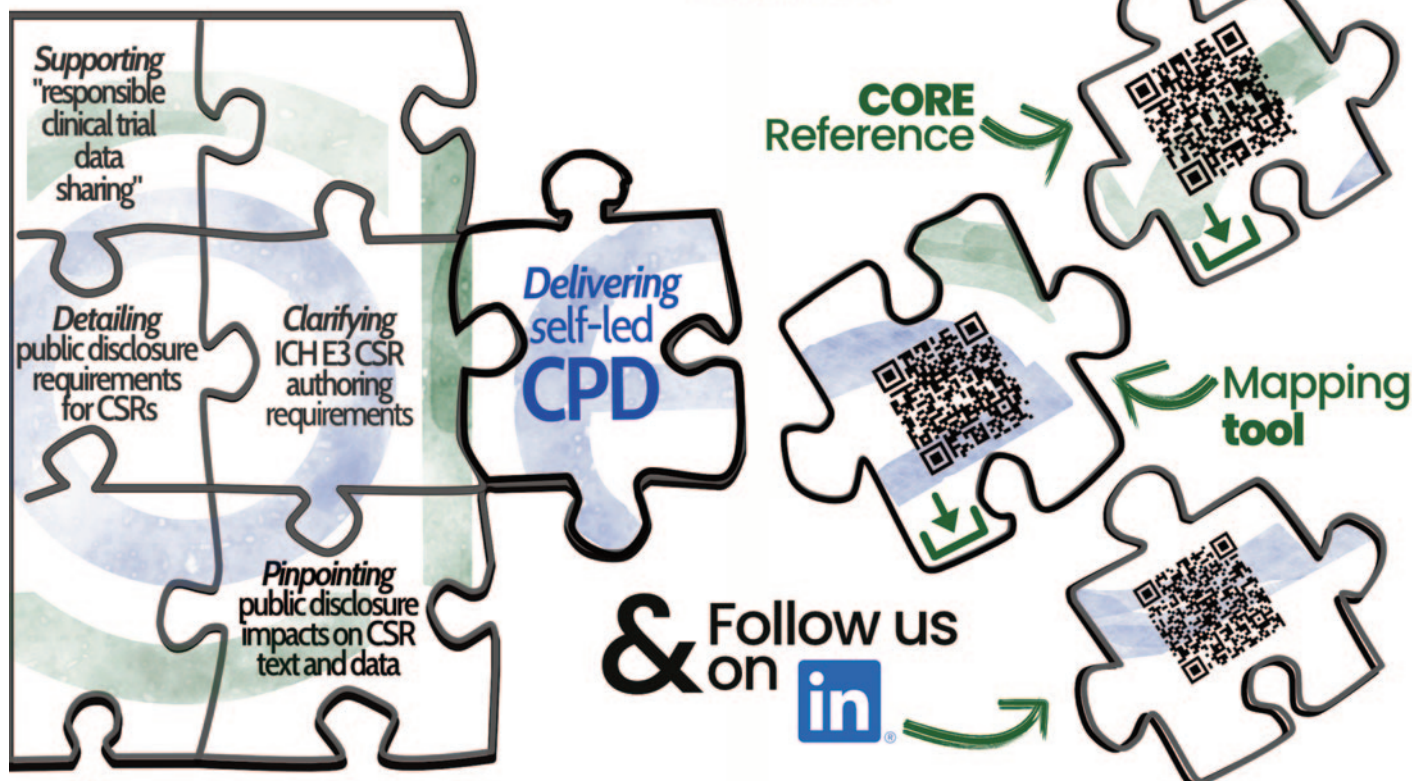 Supporting
"responsible
clinical trial
data
sharing"
Detailing
public disclosure
requirements
for CSRs
Clarifying
ICH E3 CSR
authoring
requirements
Pinpointing
public disclosure
impacts on CSR
text and data
Delivering
self-led
CPD
CORE
Reference
Mapping
tool
& Follow us
on in®